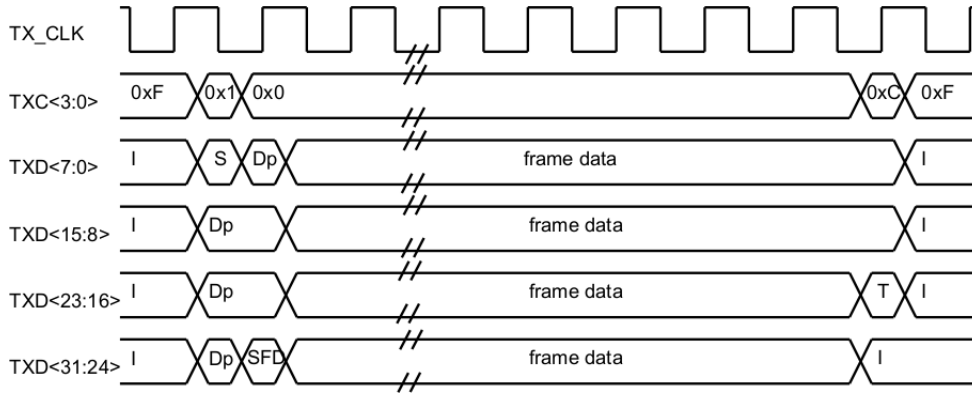 TX_CLK
TXC<3:0> 0xF 0x1 0x0 0xC 0xF
TXD<7:0> I S Dp frame data I
TXD<15:8> I Dp frame data I
TXD<23:16> I Dp frame data T I
TXD<31:24> I Dp SFD frame data I